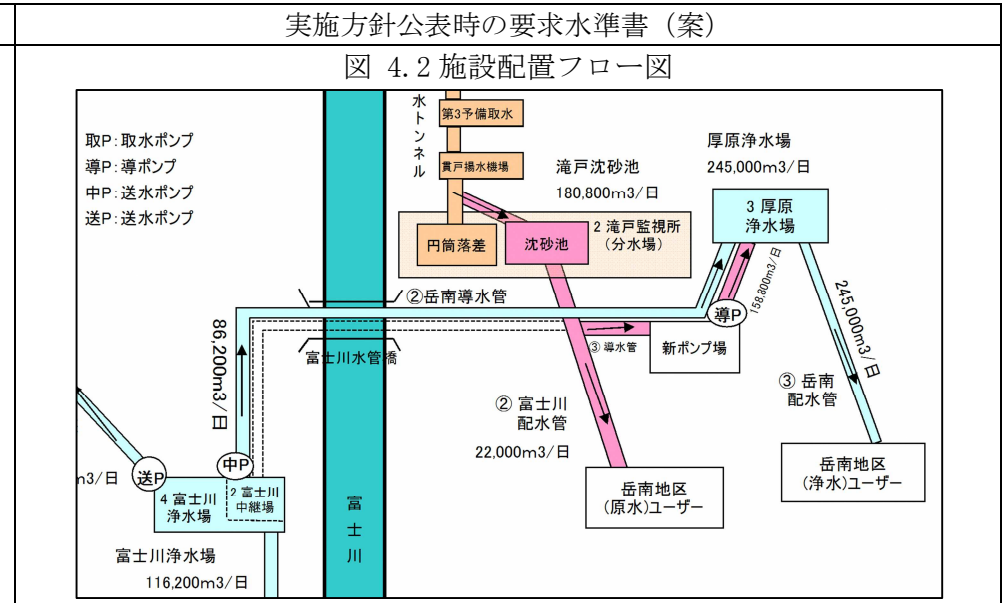 実施方針公表時の要求水準書（案）
図 4.2 施設配置フロー図
取P:取水ポンプ
導P:導ポンプ
中P:送水ポンプ
送P:送水ポンプ
水トンネル
第3予備取水
貫戸揚水機場
滝戸沈砂池
180,800m3/日
厚原浄水場
245,000m3/日
円筒落差
沈砂池
2 滝戸監視所
（分水場）
3 厚原
浄水場
②岳南導水管
富士川水管橋
86,200m3/日
導P
158,800m3/日
245,000m3/日
③ 導水管
新ポンプ場
② 富士川
配水管
22,000m3/日
③ 岳南
配水管
m3/日
送P
中P
4 富士川
浄水場
2 富士川
中継場
富士川
岳南地区
(原水)ユーザー
岳南地区
(浄水)ユーザー
富士川浄水場
116,200m3/日